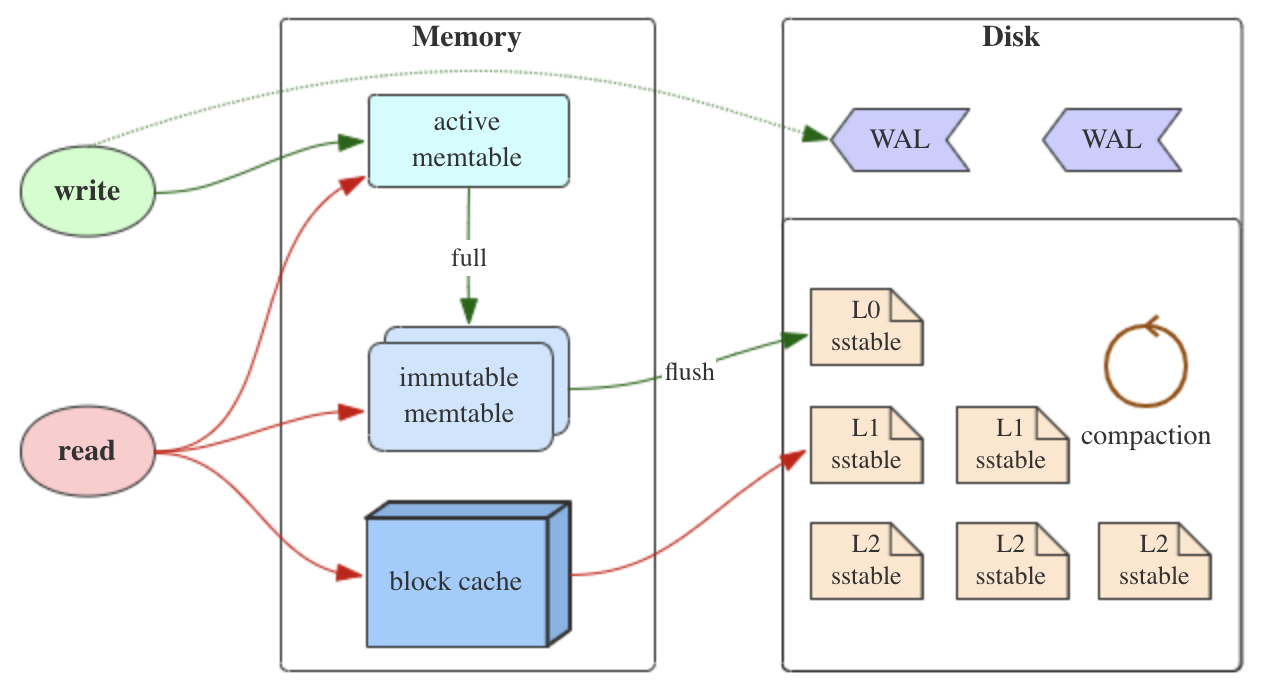 Memory
Disk
active
memtable
WAL
WAL
write
full
L0
sstable
flush
immutable
memtable
read
L1
sstable
L1
sstable
compaction
block cache
L2
sstable
L2
sstable
L2
sstable